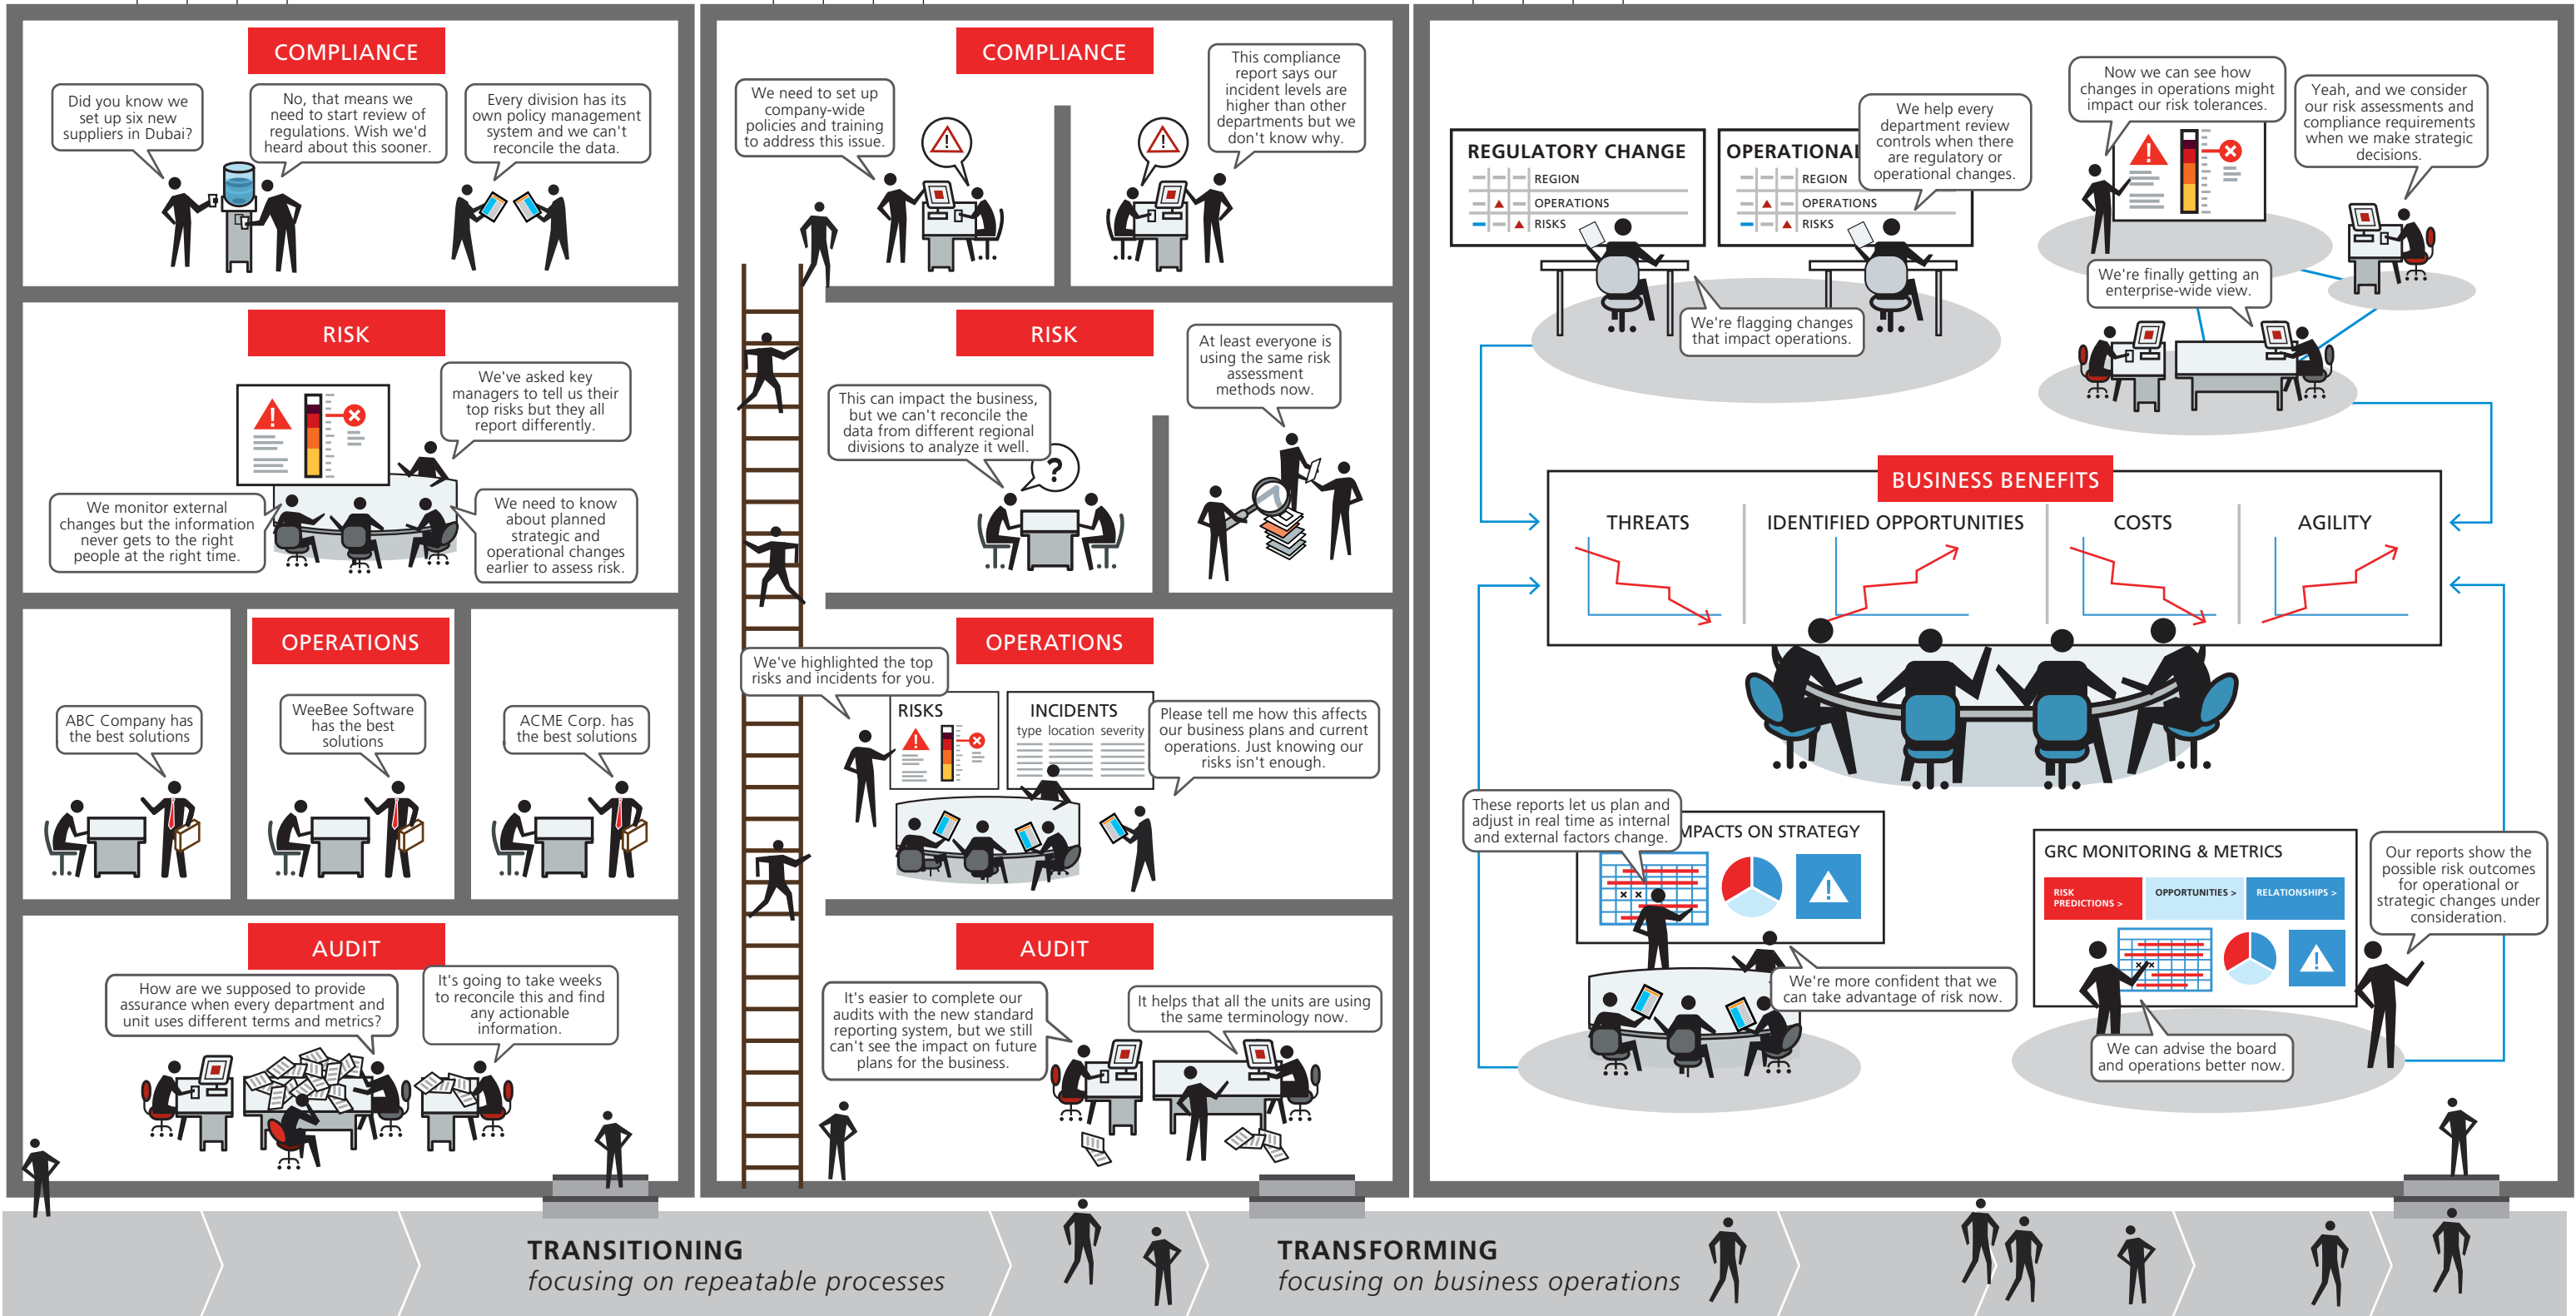 COMPLIANCE
Did you know we
set up six new
suppliers in Dubai?
No, that means we
need to start review of
regulations. Wish we'd
heard about this sooner.
Every division has its
own policy management
system and we can't
reconcile the data.
RISK
We've asked key
managers to tell us their
top risks but they all
report differently.
We monitor external
changes but the information
never gets to the right
people at the right time.
We need to know
about planned
strategic and
operational changes
earlier to assess risk.
OPERATIONS
ABC Company has
the best solutions
WeeBee Software
has the best
solutions
ACME Corp. has
the best solutions
AUDIT
How are we supposed to provide
assurance when every department and
unit uses different terms and metrics?
It's going to take weeks
to reconcile this and find
any actionable
information.
COMPLIANCE
We need to set up
company-wide
policies and training
to address this issue.
!
!
This compliance
report says our
incident levels are
higher than other
departments but we
don't know why.
RISK
This can impact the business,
but we can't reconcile the
data from different regional
divisions to analyze it well.
?
At least everyone is
using the same risk
assessment
methods now.
OPERATIONS
We've highlighted the top
risks and incidents for you.
RISKS
INCIDENTS
type location severity
Please tell me how this affects
our business plans and current
operations. Just knowing our
risks isn't enough.
AUDIT
It's easier to complete our
audits with the new standard
reporting system, but we still
can't see the impact on future
plans for the business.
It helps that all the units are using
the same terminology now.
REGULATORY CHANGE
REGION
OPERATIONS
RISKS
OPERATIONAL
REGION
OPERATIONS
RISKS
We help every
department review
controls when there
are regulatory or
operational changes.
We're flagging changes
that impact operations.
Now we can see how
changes in operations might
impact our risk tolerances.
Yeah, and we consider
our risk assessments and
compliance requirements
when we make strategic
decisions.
We're finally getting an
enterprise-wide view.
BUSINESS BENEFITS
THREATS
IDENTIFIED OPPORTUNITIES
COSTS
AGILITY
These reports let us plan and
adjust in real time as internal
and external factors change.
MPACTS ON STRATEGY
We're more confident that we
can take advantage of risk now.
GRC MONITORING & METRICS
RISK
PREDICTIONS >
OPPORTUNITIES >
RELATIONSHIPS >
Our reports show the
possible risk outcomes
for operational or
strategic changes under
consideration.
We can advise the board
and operations better now.
TRANSITIONING
focusing on repeatable processes
TRANSFORMING
focusing on business operations